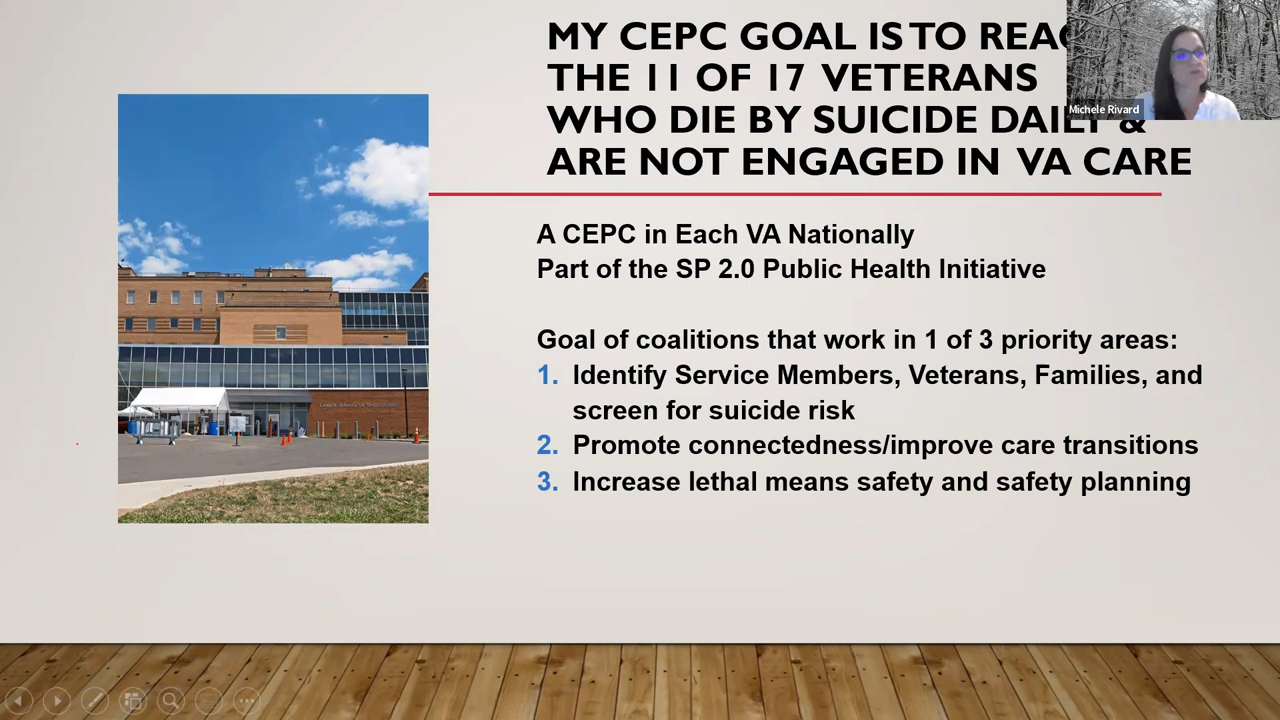 MY CEPC GOAL IS TO REAC
THE 11 OF 17 VETERANS
WHO DIE BY SUICIDE DAILY &
ARE NOT ENGAGED IN VA CARE
Michele Rivard
A CEPC in Each VA Nationally
Part of the SP 2.0 Public Health Initiative
Goal of coalitions that work in 1 of 3 priority areas:
1. Identify Service Members, Veterans, Families, and
screen for suicide risk
2. Promote connectedness/improve care transitions
3. Increase lethal means safety and safety planning